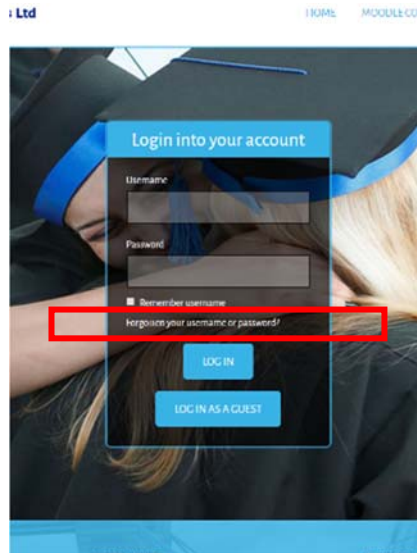 Ltd
HOME MOODLE CO
Login into your account
Username
Password
Remember username
Forgotten your username or password?
LOG IN
LOG IN AS A GUEST